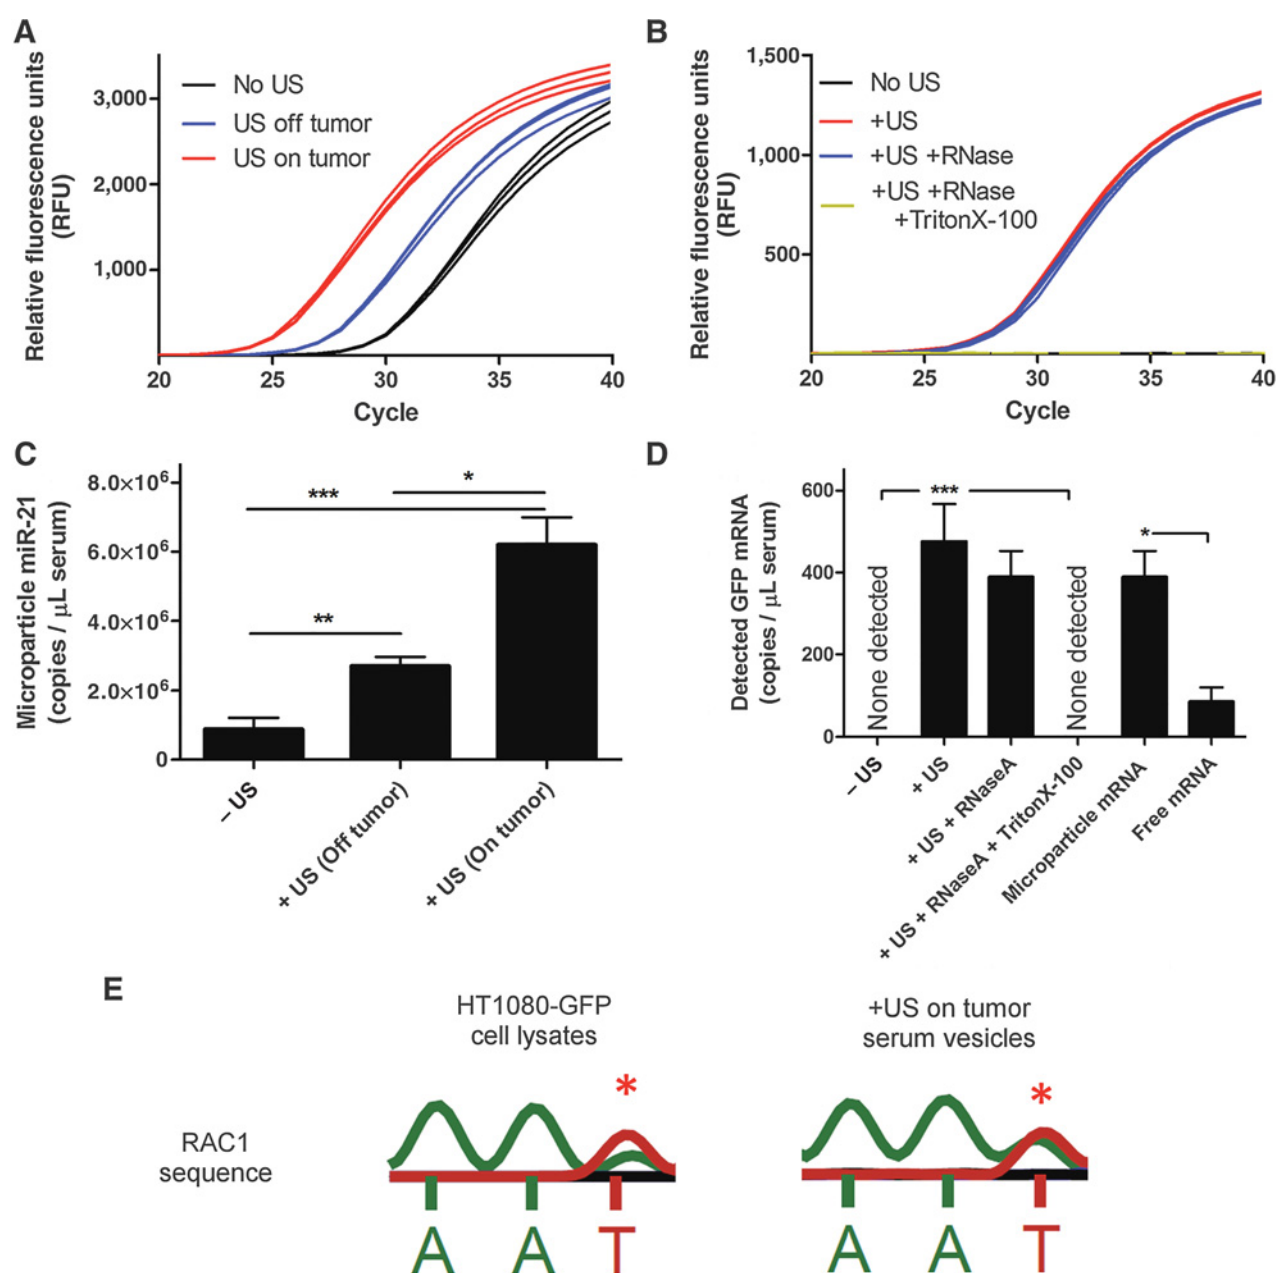 A
Relative fluorescence units
(RFU)
3,000
2,000
1,000
No US
US off tumor
US on tumor
20
25
30
35
40
Cycle
B
Relative fluorescence units
(RFU)
1,500
1,000
500
No US
+US
+US +RNase
+US +RNase
+TritonX-100
20
25
30
35
40
Cycle
C
Microparticle miR-21
(copies / μL serum)
8.0×10⁶
6.0×10⁶
4.0×10⁶
2.0×10⁶
0
***
*
**
– US
+ US (Off tumor)
+ US (On tumor)
D
Detected GFP mRNA
(copies / μL serum)
600
400
200
0
***
*
None detected
None detected
– US
+ US
+ US + RNaseA
+ US + RNaseA + TritonX-100
Microparticle mRNA
Free mRNA
E
HT1080-GFP
cell lysates
+US on tumor
serum vesicles
RAC1
sequence
*
*
A A T
A A T